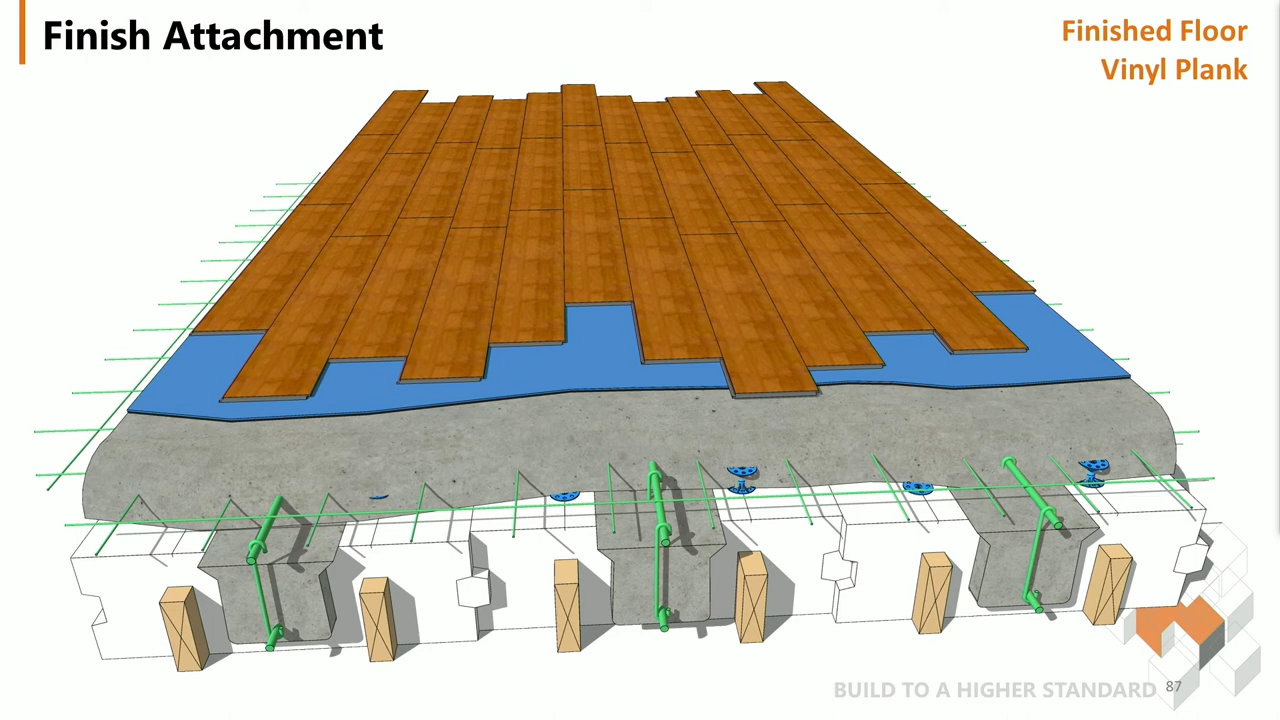 Finish Attachment
Finished Floor
Vinyl Plank
BUILD TO A HIGHER STANDARD
87